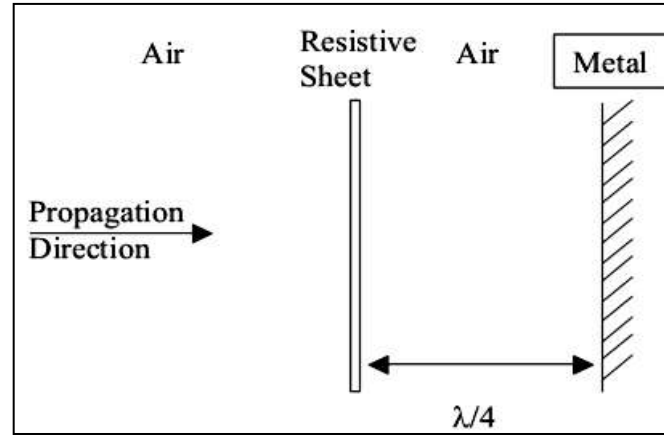 Air
Resistive
Sheet
Air
Metal
Propagation
Direction
λ/4